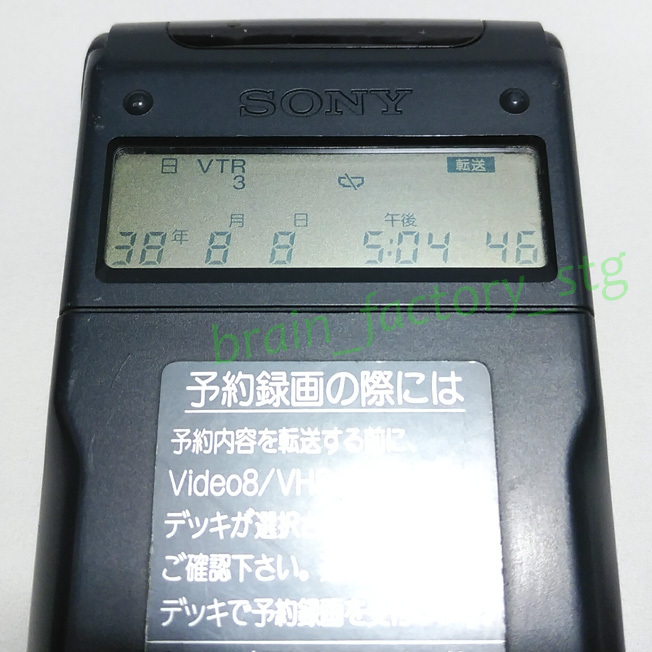 SONY
日 VTR 3 転送
38年 8月 8日 午後 5:04 46
brain_factory_stg
予約録画の際には
予約内容を転送する前に、
Video8/VH
デッキが選択
ご確認下さい。
デッキで予約録画を